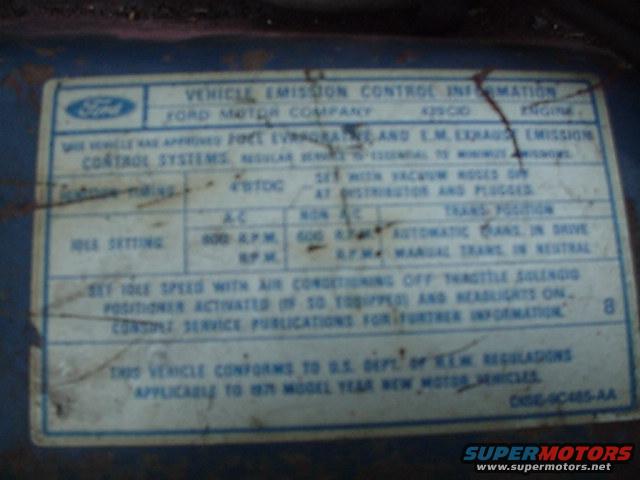 Ford
VEHICLE EMISSION CONTROL INFORMATION
FORD MOTOR COMPANY 429CID ENGINE
THIS VEHICLE HAS APPROVED FUEL EVAPORATIVE AND E.M. EXHAUST EMISSION
CONTROL SYSTEMS. REGULAR SERVICE IS ESSENTIAL TO MINIMIZE EMISSIONS.
IGNITION TIMING 4°BTDC SET WITH VACUUM HOSES OFF
AT DISTRIBUTOR AND PLUGGED.
A/C NON A/C TRANS. POSITION
IDLE SETTING 600 R.P.M. 600 R.P.M. AUTOMATIC TRANS. IN DRIVE
R.P.M. R.P.M. MANUAL TRANS. IN NEUTRAL
SET IDLE SPEED WITH AIR CONDITIONING OFF THROTTLE SOLENOID
POSITIONER ACTIVATED (IF SO EQUIPPED) AND HEADLIGHTS ON.
CONSULT SERVICE PUBLICATIONS FOR FURTHER INFORMATION. 8
THIS VEHICLE CONFORMS TO U.S. DEPT. OF H.E.W. REGULATIONS
APPLICABLE TO 1971 MODEL YEAR NEW MOTOR VEHICLES.
9C485-AA
SUPERMOTORS
www.supermotors.net